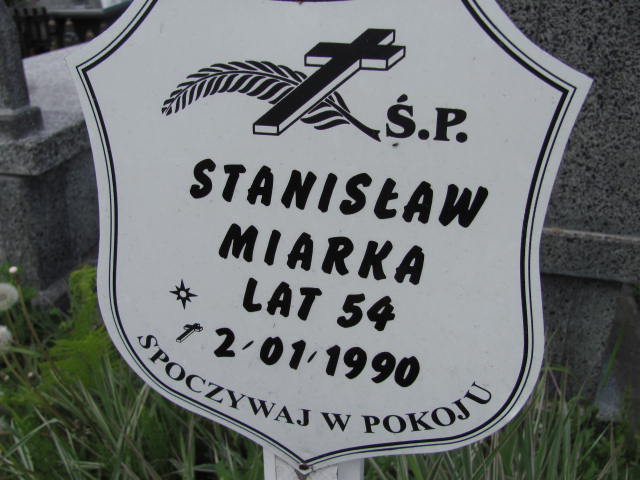 Ś.P.
STANISŁAW
MIARKA
LAT 54
2/01/1990
SPOCZYWAJ W POKOJU